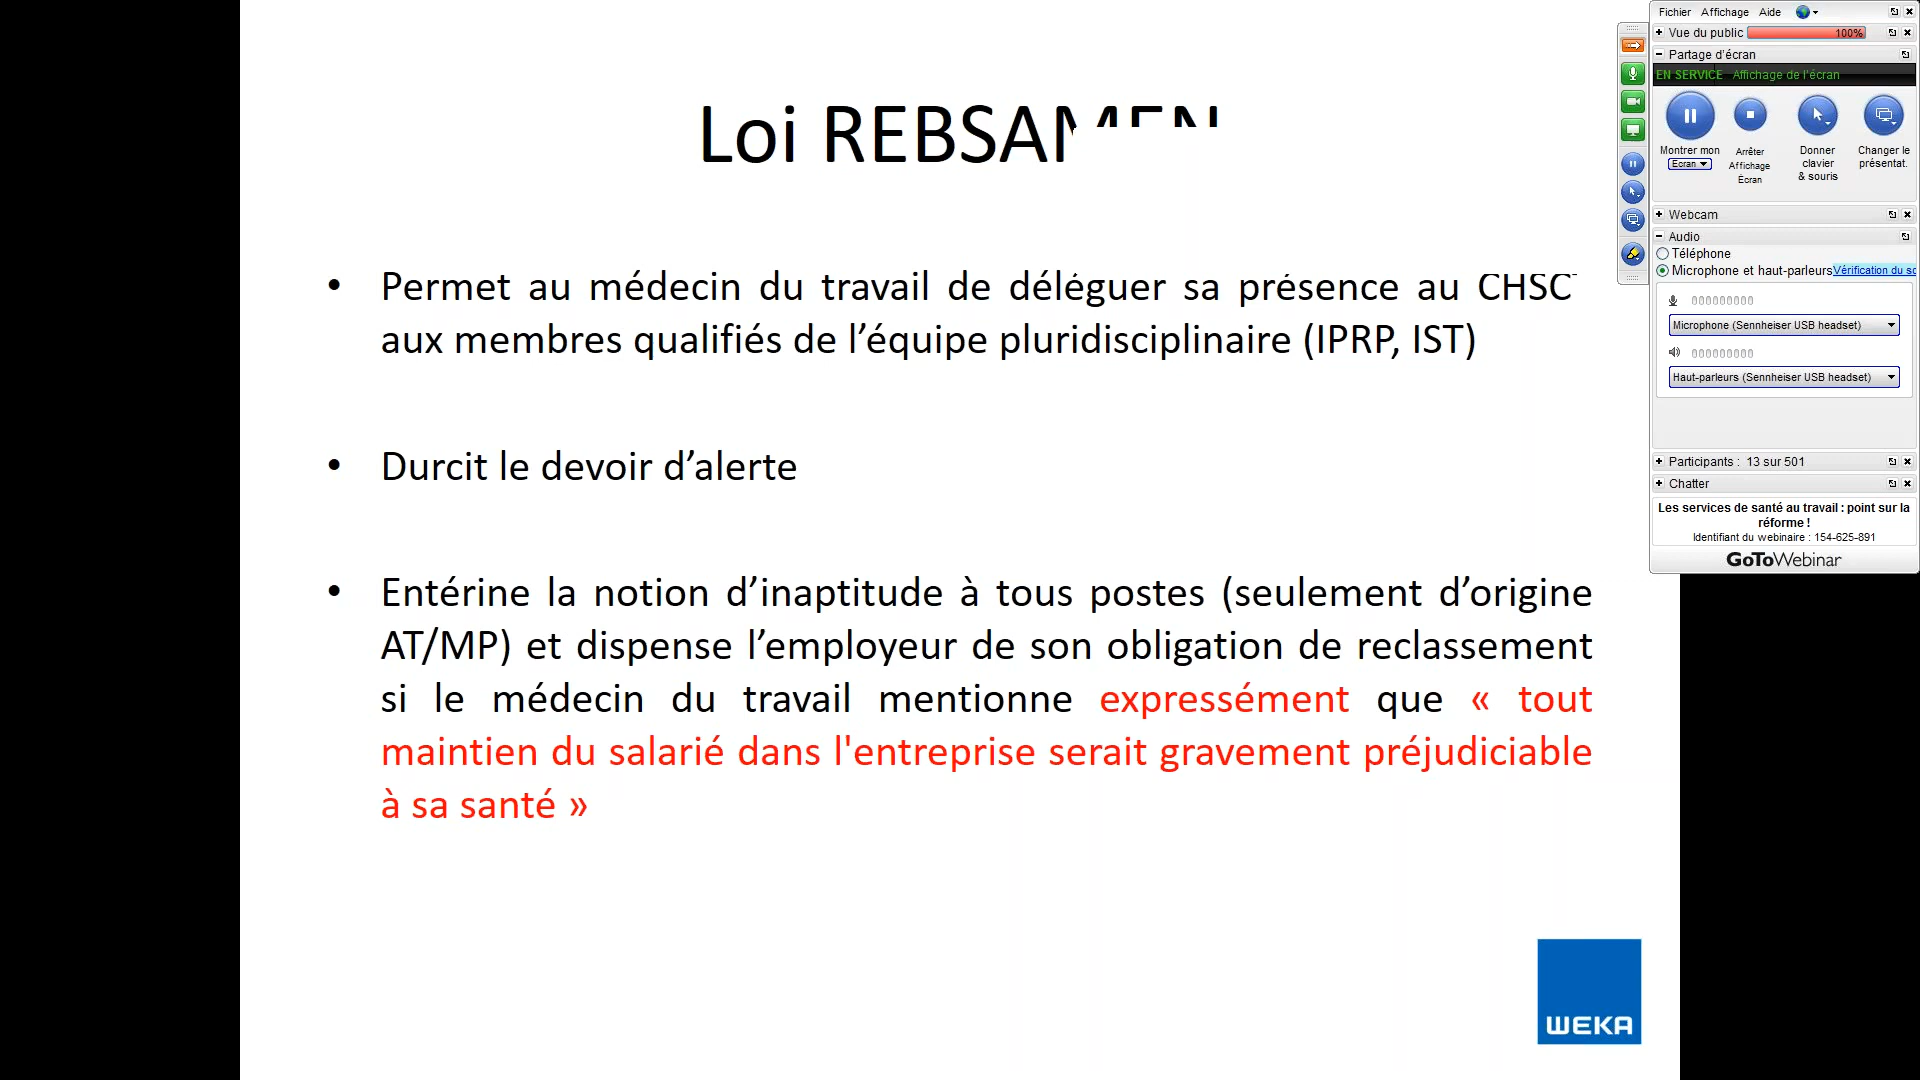 Loi REBSAMEN
• Permet au médecin du travail de déléguer sa présence au CHSCT
aux membres qualifiés de l’équipe pluridisciplinaire (IPRP, IST)
• Durcit le devoir d’alerte
• Entérine la notion d’inaptitude à tous postes (seulement d’origine
AT/MP) et dispense l’employeur de son obligation de reclassement
si le médecin du travail mentionne expressément que « tout
maintien du salarié dans l'entreprise serait gravement préjudiciable
à sa santé »
WEKA
Fichier Affichage Aide
Vue du public 100%
Partage d'écran
EN SERVICE Affichage de l'écran
Montrer mon
Ecran
Arrêter
Affichage
Écran
Donner
clavier
& souris
Changer le
présentat.
Webcam
Audio
Téléphone
Microphone et haut-parleurs Vérification du so
Microphone (Sennheiser USB headset)
Haut-parleurs (Sennheiser USB headset)
Participants : 13 sur 501
Chatter
Les services de santé au travail : point sur la
réforme !
Identifiant du webinaire : 154-625-891
GoToWebinar